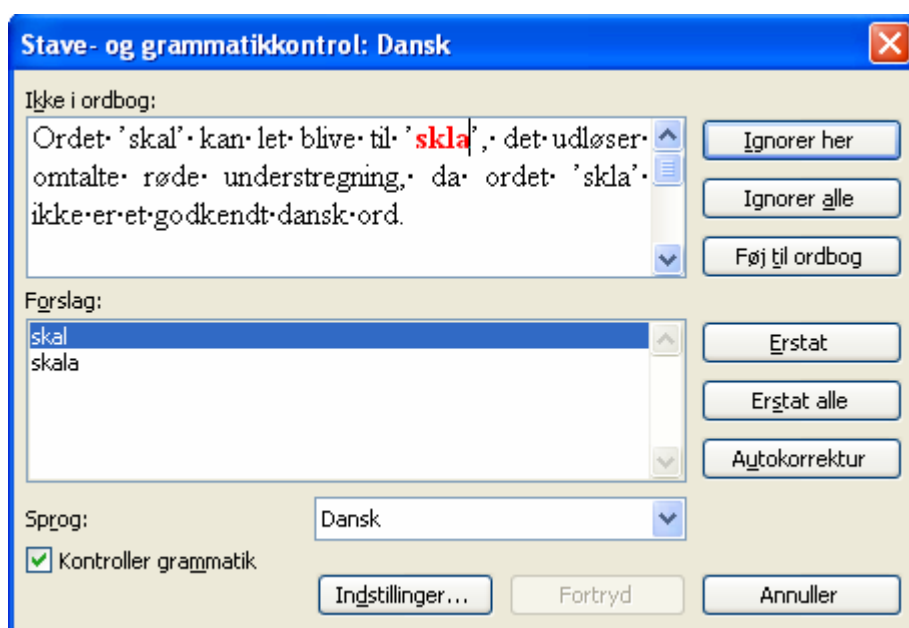 Stave- og grammatikkontrol: Dansk
Ikke i ordbog:
Ordet· 'skal'· kan· let· blive· til· 'skla'·,· det· udløser·
omtalte· røde· understregning,· da· ordet· 'skla'·
ikke·er·et·godkendt·dansk·ord.
Ignorer her
Ignorer alle
Føj til ordbog
Forslag:
skal
skala
Erstat
Erstat alle
Autokorrektur
Sprog:
Dansk
Kontroller grammatik
Indstillinger...
Fortryd
Annuller